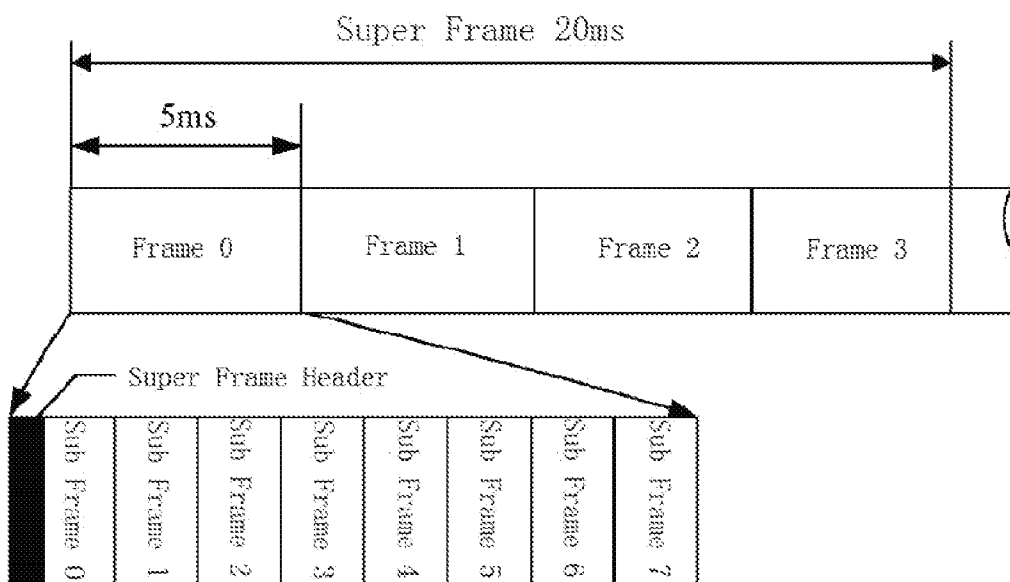 Super Frame 20ms
5ms
Frame 0
Frame 1
Frame 2
Frame 3
Super Frame Header
Sub Frame 0
Sub Frame 1
Sub Frame 2
Sub Frame 3
Sub Frame 4
Sub Frame 5
Sub Frame 6
Sub Frame 7